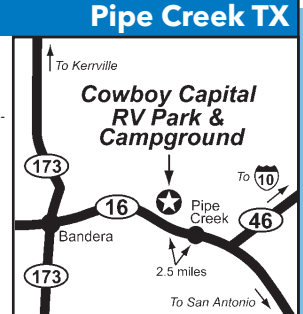 Pipe Creek TX
To Kerrville
Cowboy Capital
RV Park &
Campground
173
To 10
16
Pipe
Creek
46
Bandera
173
2.5 miles
To San Antonio